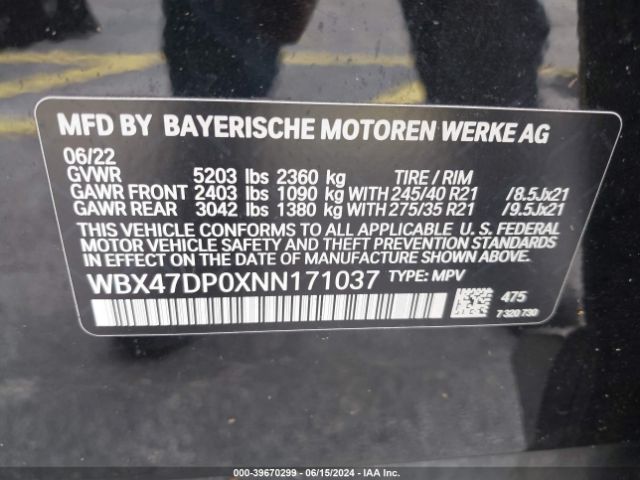 MFD BY BAYERISCHE MOTOREN WERKE AG
06/22
GVWR 5203 lbs 2360 kg TIRE / RIM
GAWR FRONT 2403 lbs 1090 kg WITH 245/40 R21 /8.5Jx21
GAWR REAR 3042 lbs 1380 kg WITH 275/35 R21 /9.5Jx21
THIS VEHICLE CONFORMS TO ALL APPLICABLE U. S. FEDERAL
MOTOR VEHICLE SAFETY AND THEFT PREVENTION STANDARDS
IN EFFECT ON THE DATE OF MANUFACTURE SHOWN ABOVE.
WBX47DP0XNN171037 TYPE: MPV
475
7 320 730
000-39670299 - 06/15/2024 - IAA Inc.